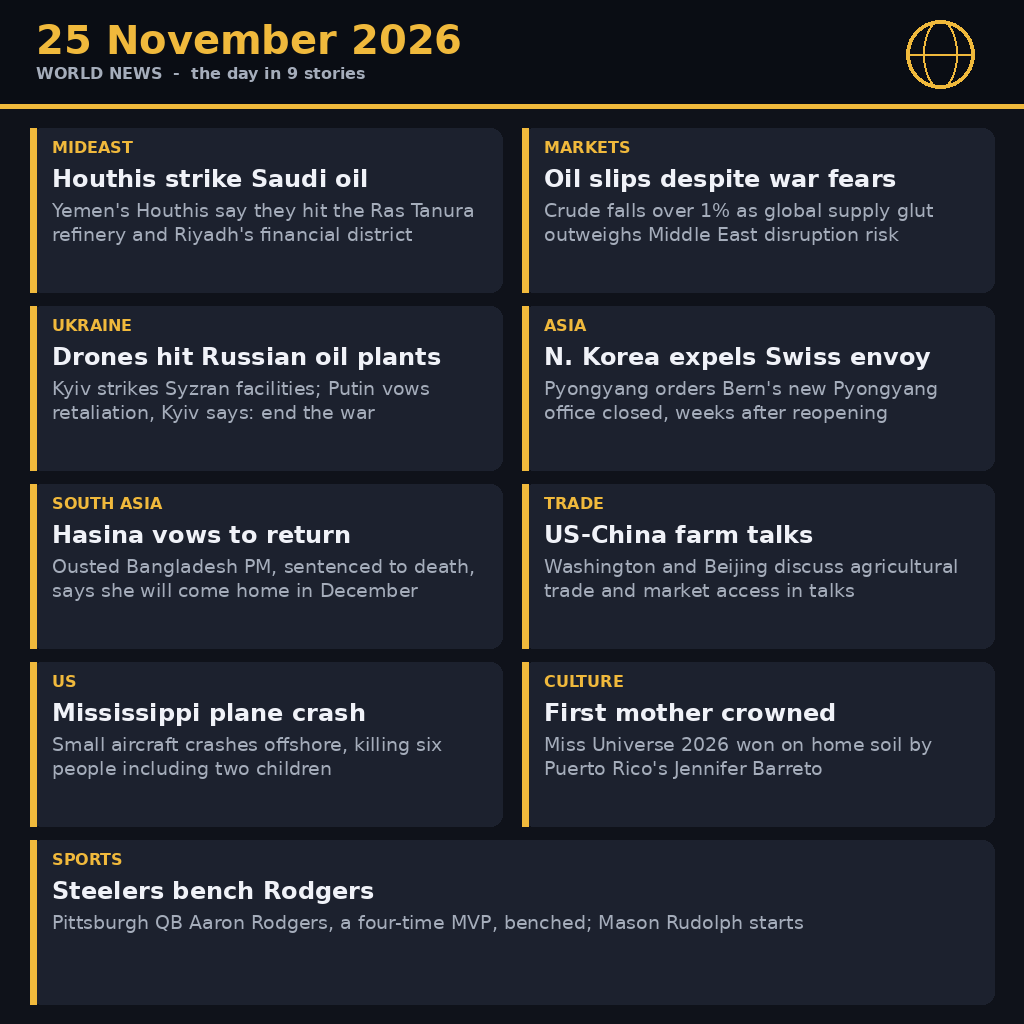 25 November 2026
WORLD NEWS - the day in 9 stories
MIDEAST
Houthis strike Saudi oil
Yemen's Houthis say they hit the Ras Tanura
refinery and Riyadh's financial district
MARKETS
Oil slips despite war fears
Crude falls over 1% as global supply glut
outweighs Middle East disruption risk
UKRAINE
Drones hit Russian oil plants
Kyiv strikes Syzran facilities; Putin vows
retaliation, Kyiv says: end the war
ASIA
N. Korea expels Swiss envoy
Pyongyang orders Bern's new Pyongyang
office closed, weeks after reopening
SOUTH ASIA
Hasina vows to return
Ousted Bangladesh PM, sentenced to death,
says she will come home in December
TRADE
US-China farm talks
Washington and Beijing discuss agricultural
trade and market access in talks
US
Mississippi plane crash
Small aircraft crashes offshore, killing six
people including two children
CULTURE
First mother crowned
Miss Universe 2026 won on home soil by
Puerto Rico's Jennifer Barreto
SPORTS
Steelers bench Rodgers
Pittsburgh QB Aaron Rodgers, a four-time MVP, benched; Mason Rudolph starts